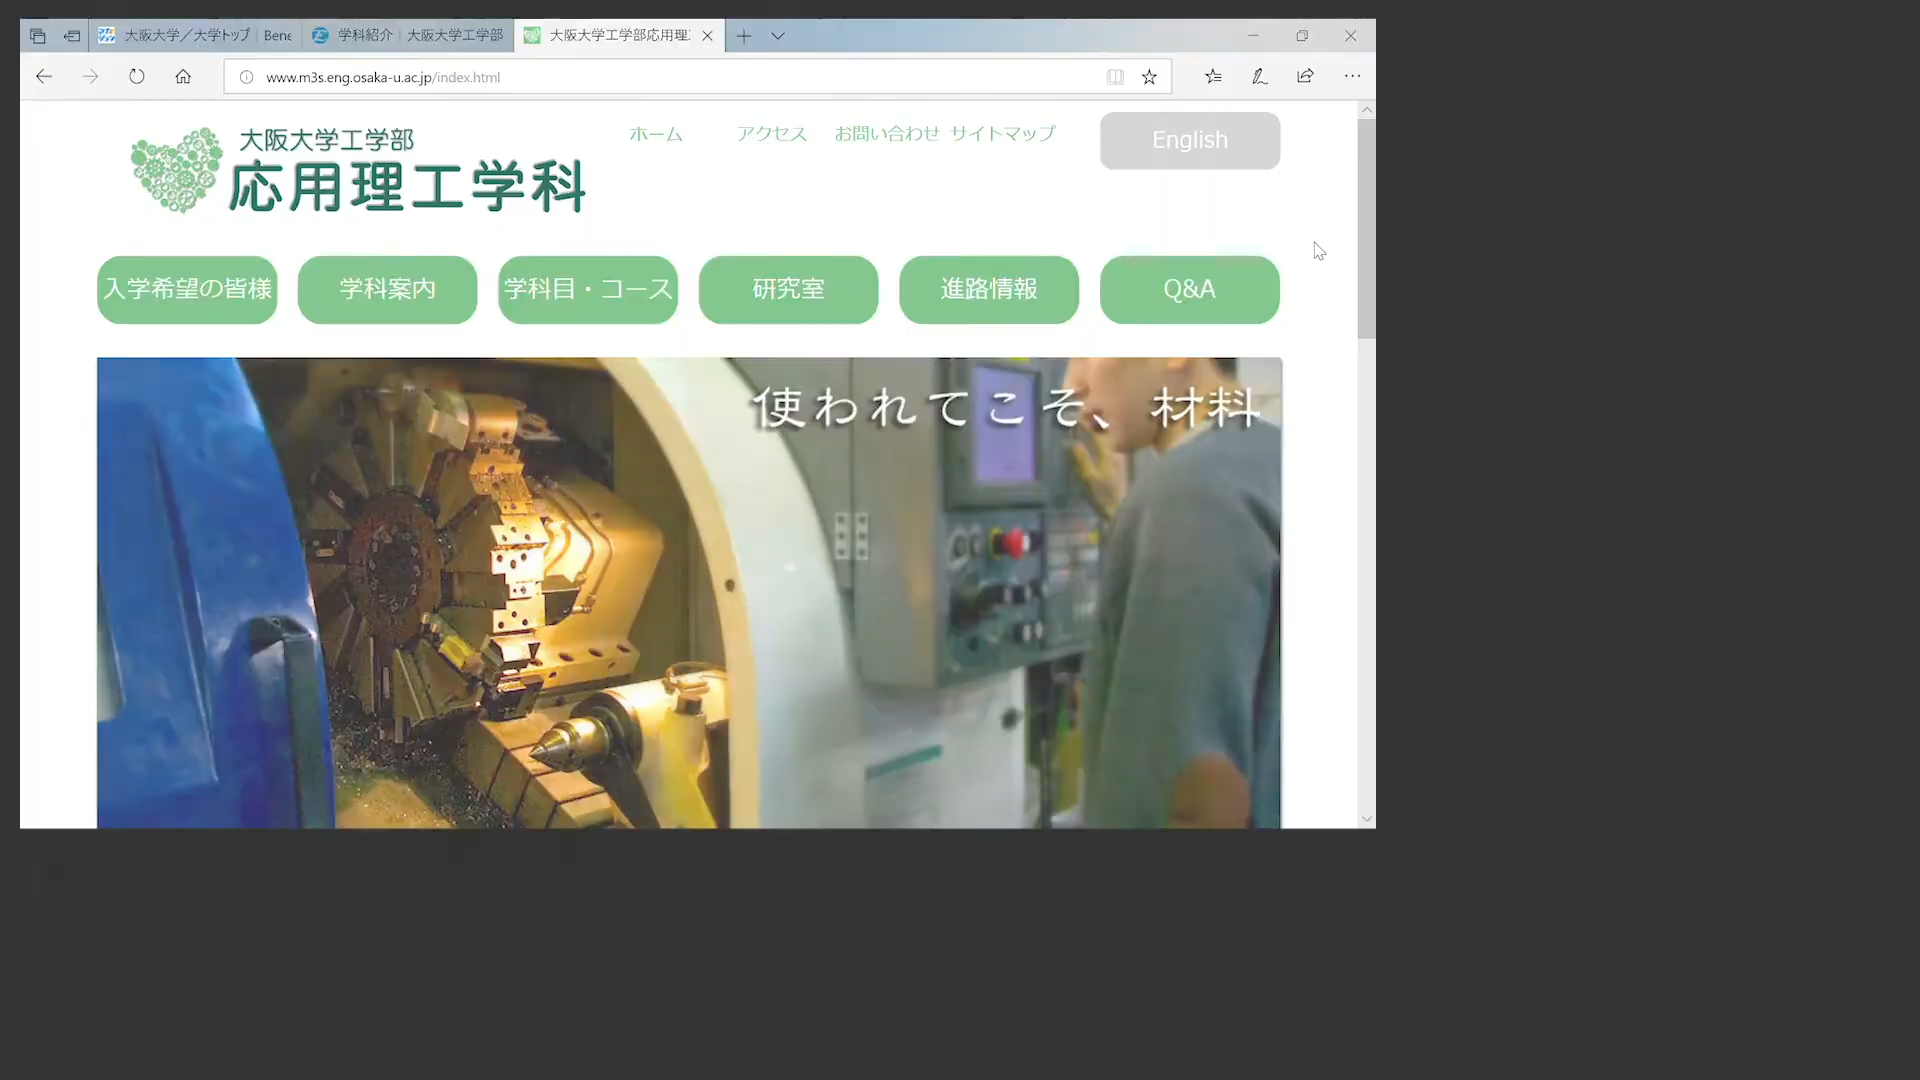 大阪大学／大学トップ | Bene
学科紹介 | 大阪大学工学部
大阪大学工学部応用理
www.m3s.eng.osaka-u.ac.jp/index.html
大阪大学工学部
応用理工学科
ホーム
アクセス
お問い合わせ
サイトマップ
English
入学希望の皆様
学科案内
学科目・コース
研究室
進路情報
Q&A
使われてこそ、材料